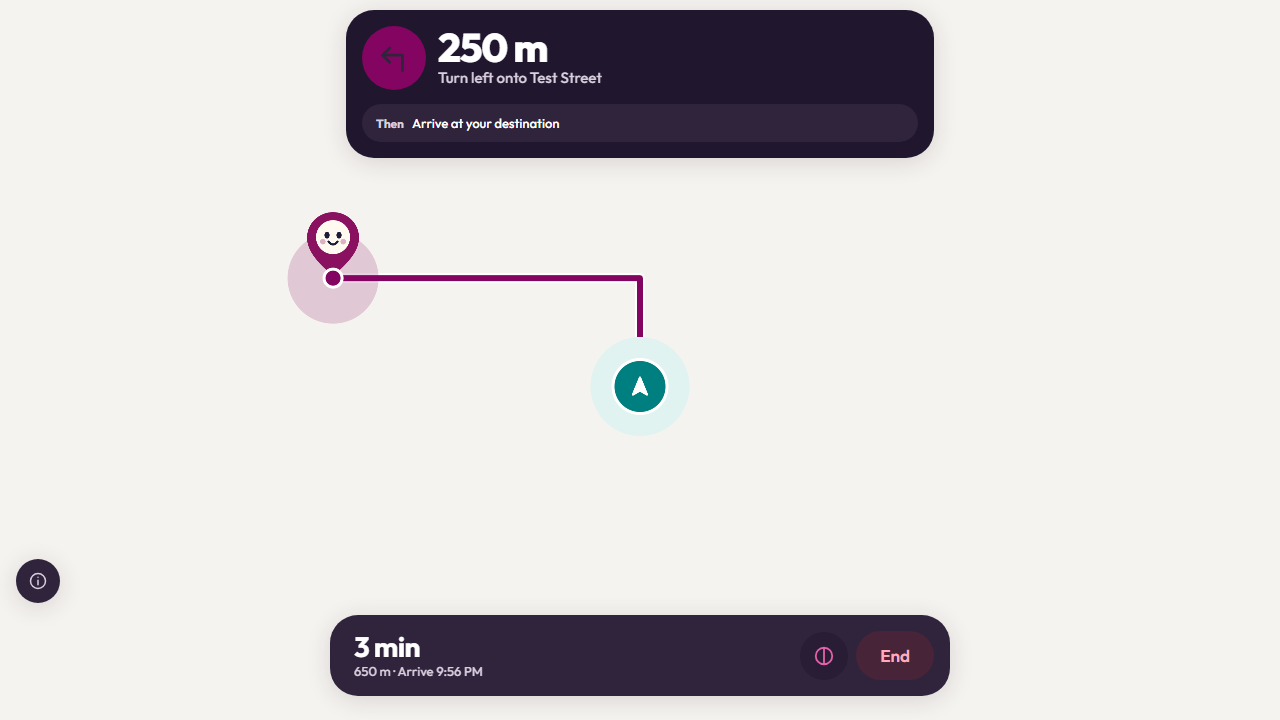 250 m
Turn left onto Test Street
Then Arrive at your destination
3 min
650 m · Arrive 9:56 PM
End